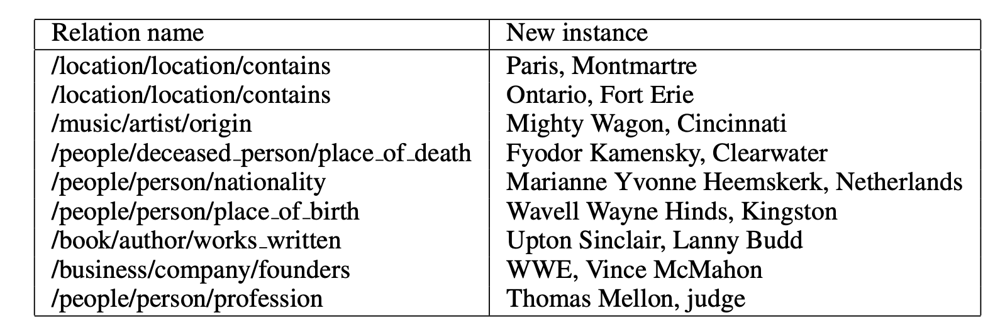 Relation name New instance
/location/location/contains Paris, Montmartre
/location/location/contains Ontario, Fort Erie
/music/artist/origin Mighty Wagon, Cincinnati
/people/deceased_person/place_of_death Fyodor Kamensky, Clearwater
/people/person/nationality Marianne Yvonne Heemskerk, Netherlands
/people/person/place_of_birth Wavell Wayne Hinds, Kingston
/book/author/works_written Upton Sinclair, Lanny Budd
/business/company/founders WWE, Vince McMahon
/people/person/profession Thomas Mellon, judge